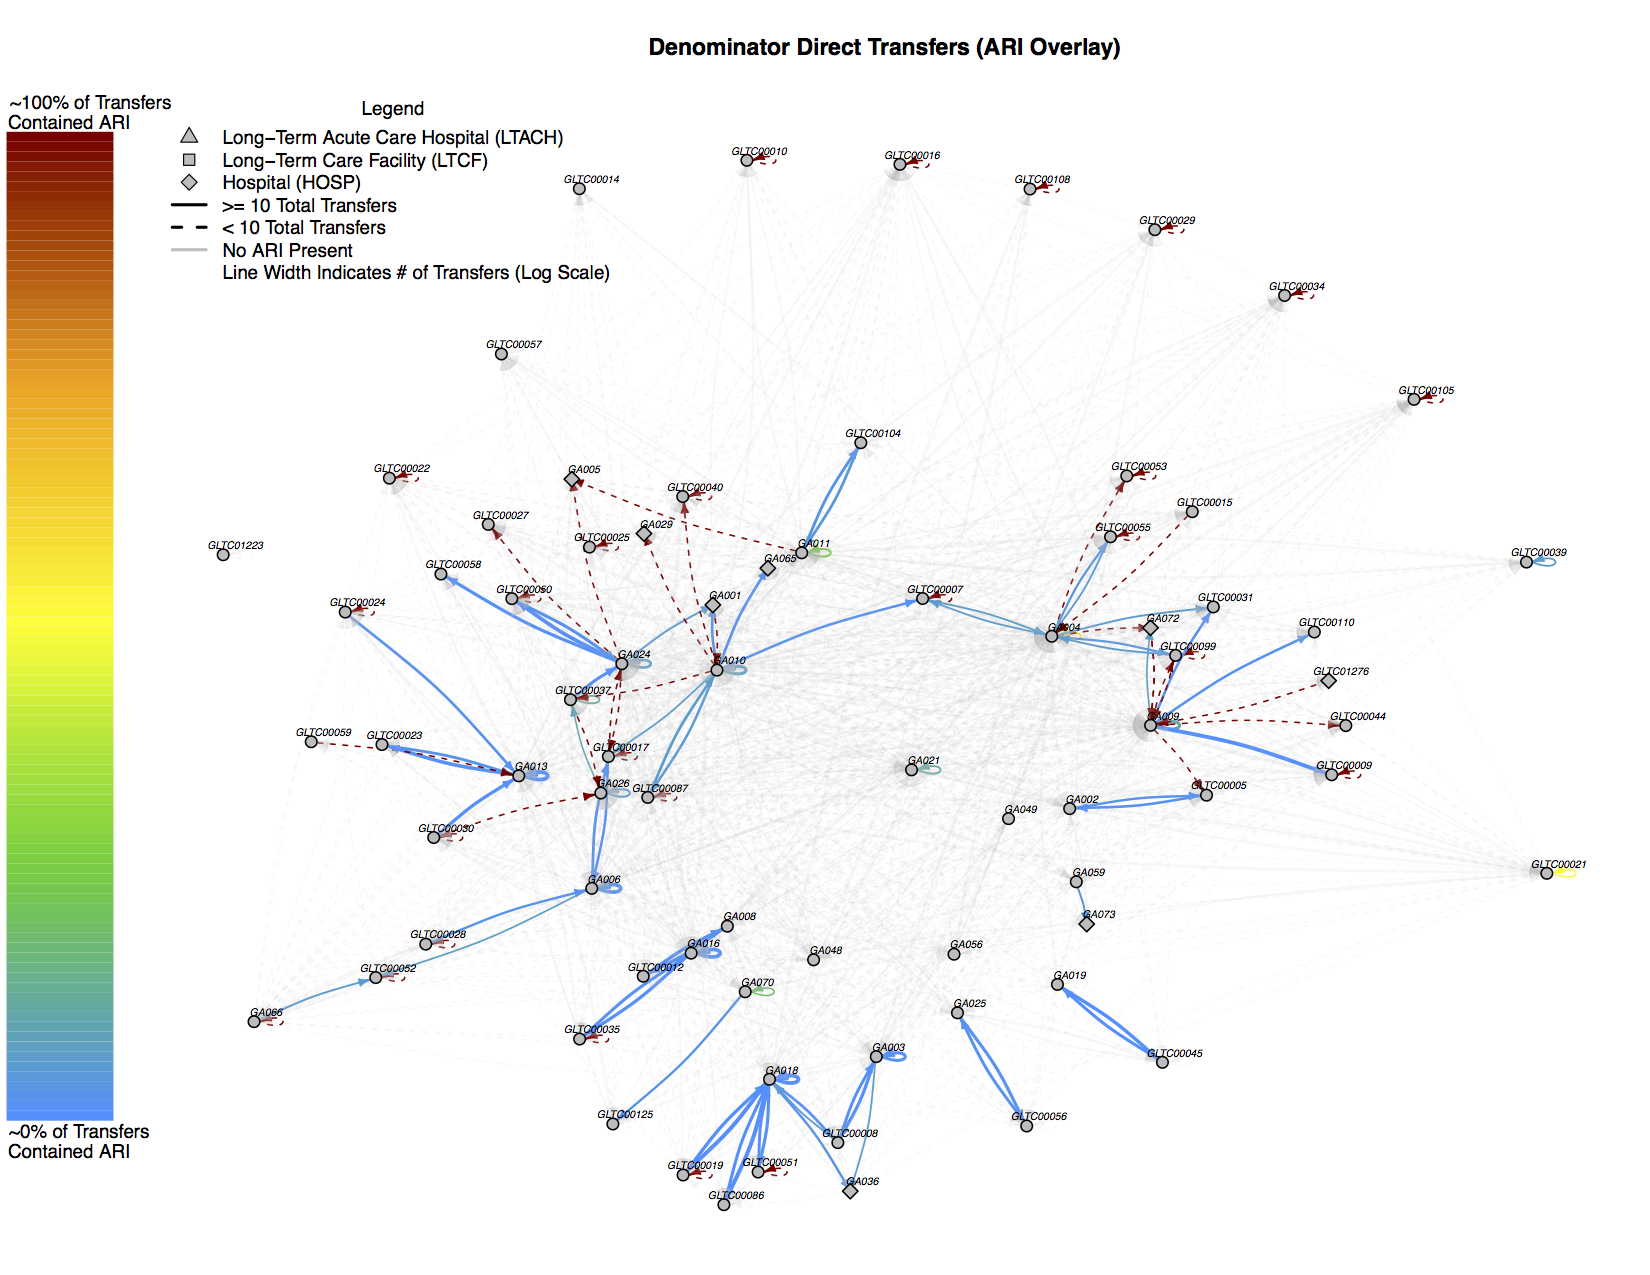 Denominator Direct Transfers (ARI Overlay)
~100% of Transfers
Contained ARI
Legend
Long−Term Acute Care Hospital (LTACH)
Long−Term Care Facility (LTCF)
Hospital (HOSP)
>= 10 Total Transfers
< 10 Total Transfers
No ARI Present
Line Width Indicates # of Transfers (Log Scale)
GLTC00010
GLTC00016
GLTC00014
GLTC00108
GLTC00029
GLTC00034
GLTC00057
GLTC00105
GLTC00104
GLTC00022
GA005
GLTC00040
GLTC00053
GLTC00015
GLTC00027
GA029
GLTC00025
GA011
GLTC00055
GLTC01223
GA065
GLTC00039
GLTC00058
GLTC00050
GLTC00007
GLTC00024
GA001
GLTC00031
GA072
GA004
GLTC00110
GLTC00099
GA024
GA010
GLTC01276
GLTC00037
GA009
GLTC00044
GLTC00059
GLTC00023
GLTC00017
GA013
GA021
GLTC00009
GA026
GLTC00087
GLTC00005
GA002
GA049
GLTC00030
GLTC00021
GA006
GA059
GA073
GA008
GLTC00028
GA016
GA048
GA056
GLTC00052
GLTC00012
GA070
GA019
GA066
GA025
GLTC00035
GA003
GLTC00045
GA018
GLTC00125
GLTC00056
GLTC00008
GLTC00019
GLTC00051
GA036
GLTC00086
~0% of Transfers
Contained ARI